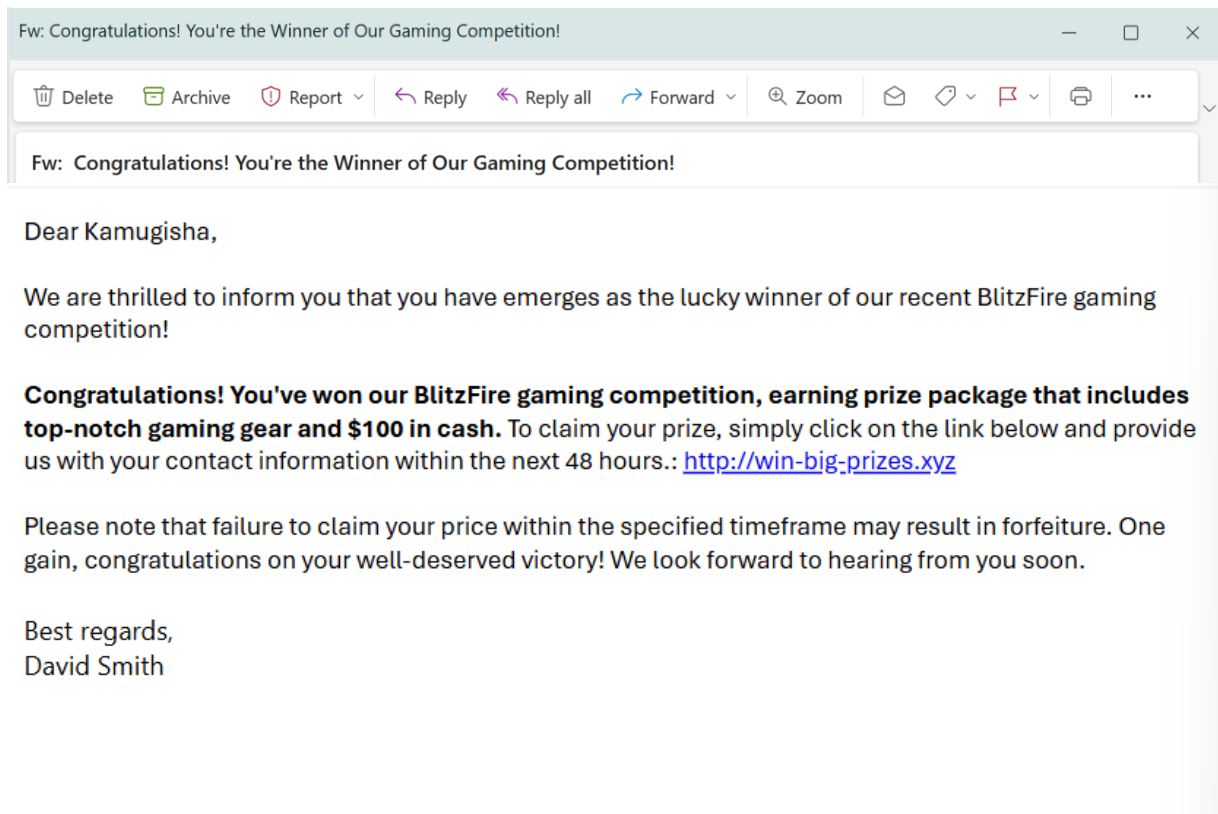 Fw: Congratulations! You're the Winner of Our Gaming Competition!
Delete Archive Report Reply Reply all Forward Zoom ...
Fw: Congratulations! You're the Winner of Our Gaming Competition!
Dear Kamugisha,
We are thrilled to inform you that you have emerges as the lucky winner of our recent BlitzFire gaming
competition!
Congratulations! You've won our BlitzFire gaming competition, earning prize package that includes
top-notch gaming gear and $100 in cash. To claim your prize, simply click on the link below and provide
us with your contact information within the next 48 hours.: http://win-big-prizes.xyz
Please note that failure to claim your price within the specified timeframe may result in forfeiture. One
gain, congratulations on your well-deserved victory! We look forward to hearing from you soon.
Best regards,
David Smith